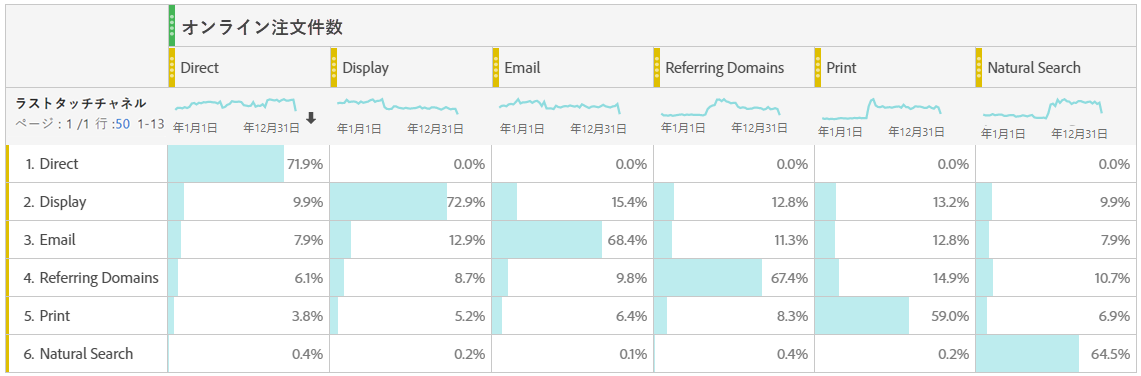 オンライン注文件数
Direct Display Email Referring Domains Print Natural Search
ラストタッチチャネル
ページ : 1 /1 行 :50 1-13
年1月1日 年12月31日 年1月1日 年12月31日 年1月1日 年12月31日 年1月1日 年12月31日 年1月1日 年12月31日 年1月1日 年12月31日
1. Direct 71.9% 0.0% 0.0% 0.0% 0.0% 0.0%
2. Display 9.9% 72.9% 15.4% 12.8% 13.2% 9.9%
3. Email 7.9% 12.9% 68.4% 11.3% 12.8% 7.9%
4. Referring Domains 6.1% 8.7% 9.8% 67.4% 14.9% 10.7%
5. Print 3.8% 5.2% 6.4% 8.3% 59.0% 6.9%
6. Natural Search 0.4% 0.2% 0.1% 0.4% 0.2% 64.5%